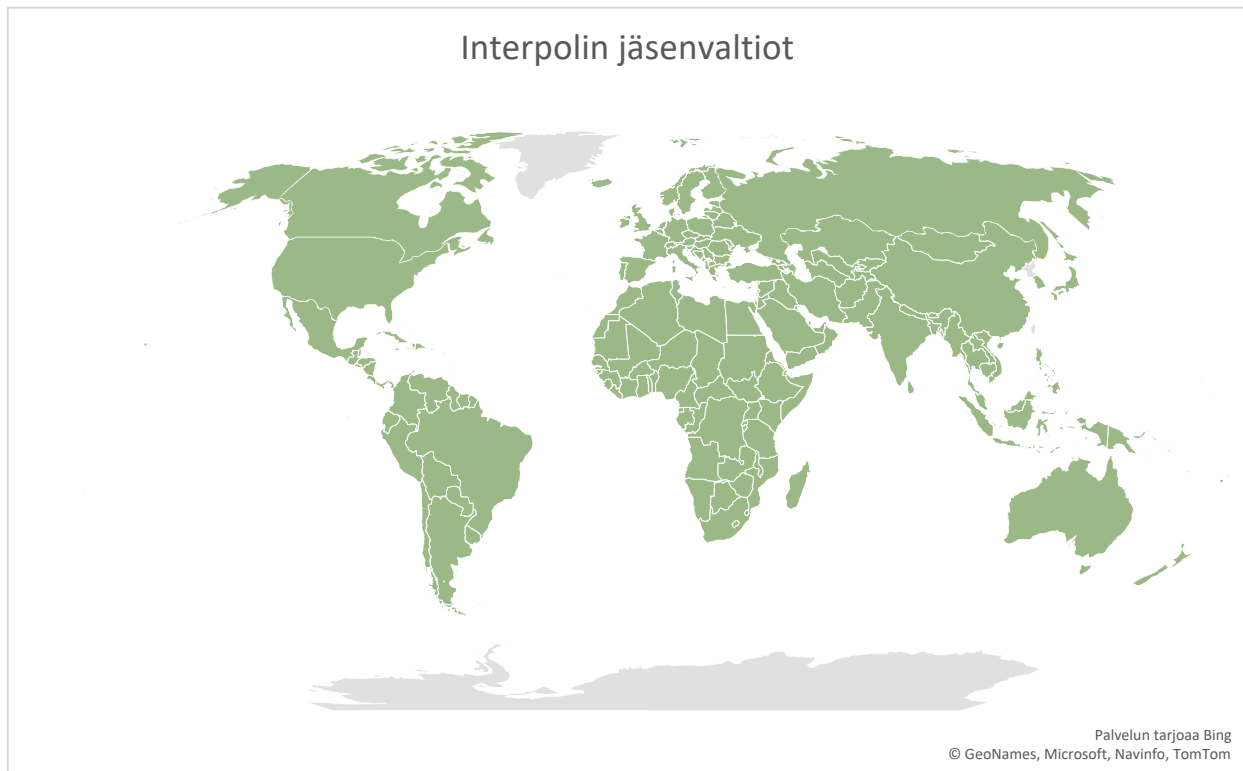 Interpolin jäsenvaltiot
Palvelun tarjoaa Bing
© GeoNames, Microsoft, Navinfo, TomTom